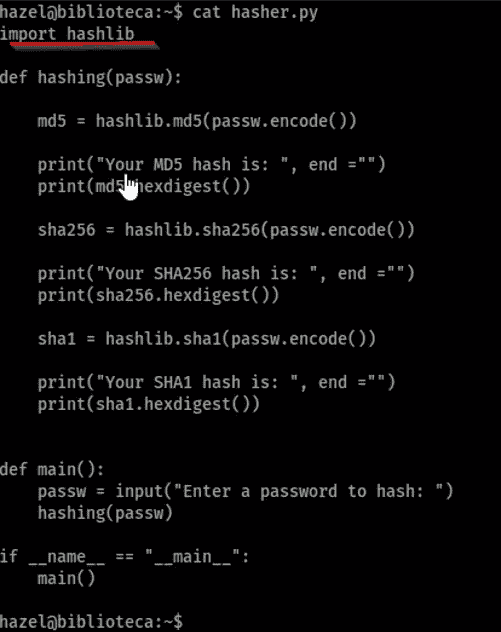 hazel@biblioteca:~$ cat hasher.py
import hashlib
def hashing(passw):
    md5 = hashlib.md5(passw.encode())
    print("Your MD5 hash is: ", end ="")
    print(md5.hexdigest())
    sha256 = hashlib.sha256(passw.encode())
    print("Your SHA256 hash is: ", end ="")
    print(sha256.hexdigest())
    sha1 = hashlib.sha1(passw.encode())
    print("Your SHA1 hash is: ", end ="")
    print(sha1.hexdigest())
def main():
    passw = input("Enter a password to hash: ")
    hashing(passw)
if __name__ == "__main__":
    main()
hazel@biblioteca:~$